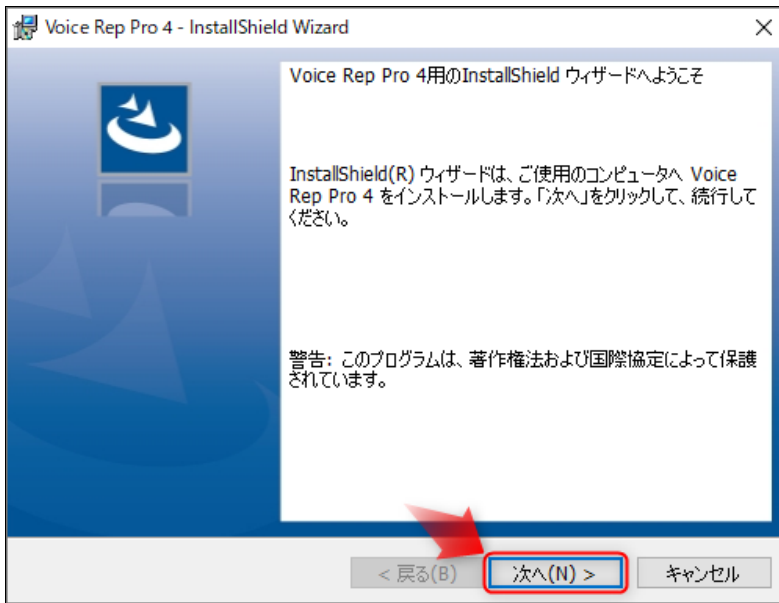 Voice Rep Pro 4 - InstallShield Wizard
Voice Rep Pro 4用のInstallShield ウィザードへようこそ
InstallShield(R) ウィザードは、ご使用のコンピュータへ Voice
Rep Pro 4 をインストールします。「次へ」をクリックして、続行して
ください。
警告: このプログラムは、著作権法および国際協定によって保護
されています。
< 戻る(B) 次へ(N) > キャンセル